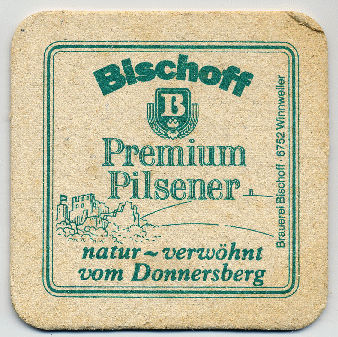 Bischoff
B
Premium
Pilsener
natur~verwöhnt
vom Donnersberg
Brauerei Bischoff · 6752 Winnweiler